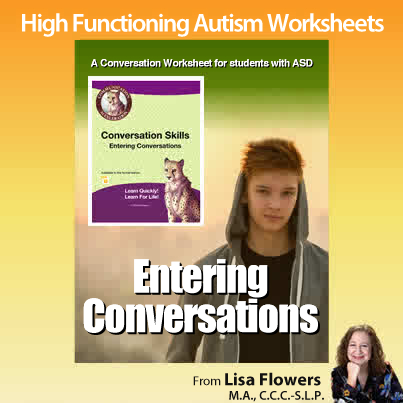 High Functioning Autism Worksheets
A Conversation Worksheet for students with ASD
Conversation Skills
Entering Conversations
Learn Quickly!
Learn For Life!
Entering
Conversations
From Lisa Flowers
M.A., C.C.C.-S.L.P.